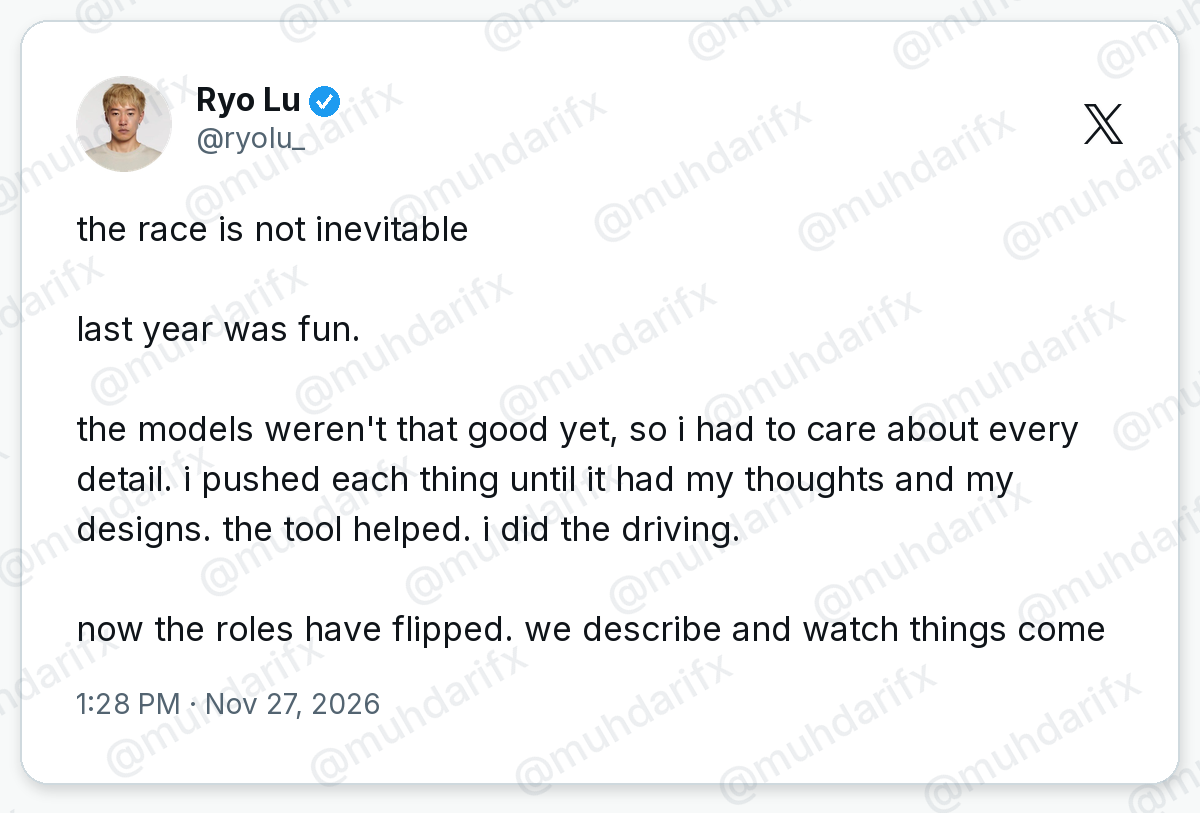 Ryo Lu
@ryolu_
the race is not inevitable
last year was fun.
the models weren't that good yet, so i had to care about every
detail. i pushed each thing until it had my thoughts and my
designs. the tool helped. i did the driving.
now the roles have flipped. we describe and watch things come
1:28 PM · Nov 27, 2026
@muhdarifx